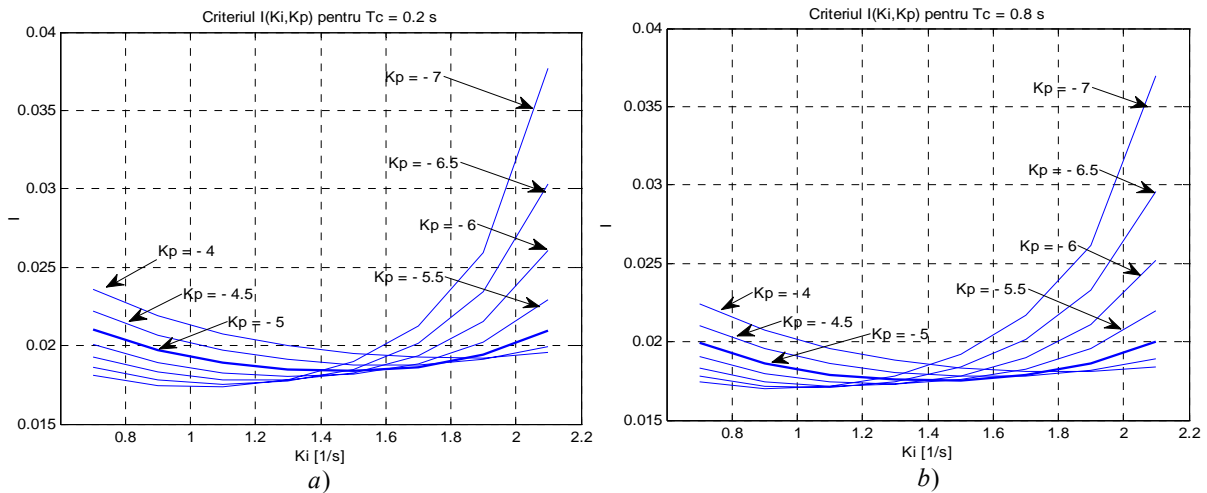 Criteriul I(Ki,Kp) pentru Tc = 0.2 s
0.04
0.035
0.03
0.025
0.02
0.015
I
Kp = - 7
Kp = - 6.5
Kp = - 6
Kp = - 5.5
Kp = - 4
Kp = - 4.5
Kp = - 5
0.8 1 1.2 1.4 1.6 1.8 2 2.2
Ki [1/s]
a)
Criteriul I(Ki,Kp) pentru Tc = 0.8 s
0.04
0.035
0.03
0.025
0.02
0.015
I
Kp = - 7
Kp = - 6.5
Kp = - 6
Kp = - 5.5
Kp = - 4
Kp = - 4.5
Kp = - 5
0.8 1 1.2 1.4 1.6 1.8 2 2.2
Ki [1/s]
b)